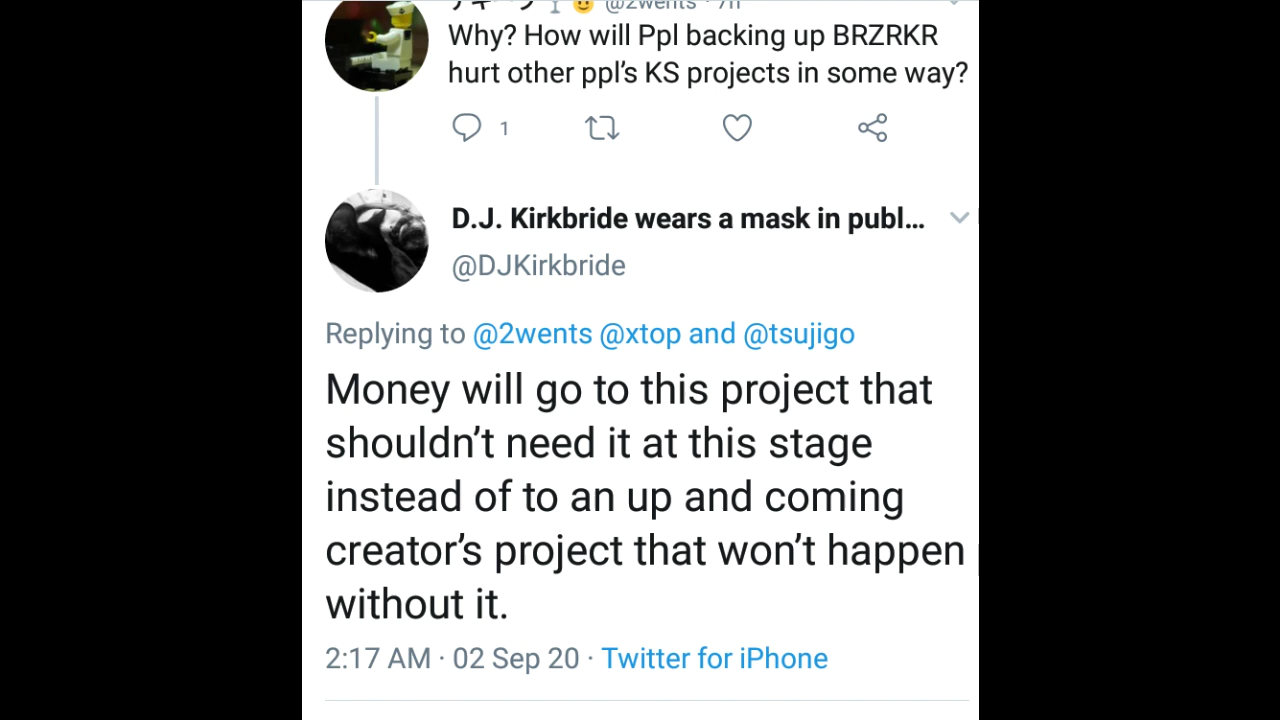 @2wents · 7h
Why? How will Ppl backing up BRZRKR
hurt other ppl's KS projects in some way?
1
D.J. Kirkbride wears a mask in publ...
@DJKirkbride
Replying to @2wents @xtop and @tsujigo
Money will go to this project that
shouldn't need it at this stage
instead of to an up and coming
creator's project that won't happen
without it.
2:17 AM · 02 Sep 20 · Twitter for iPhone